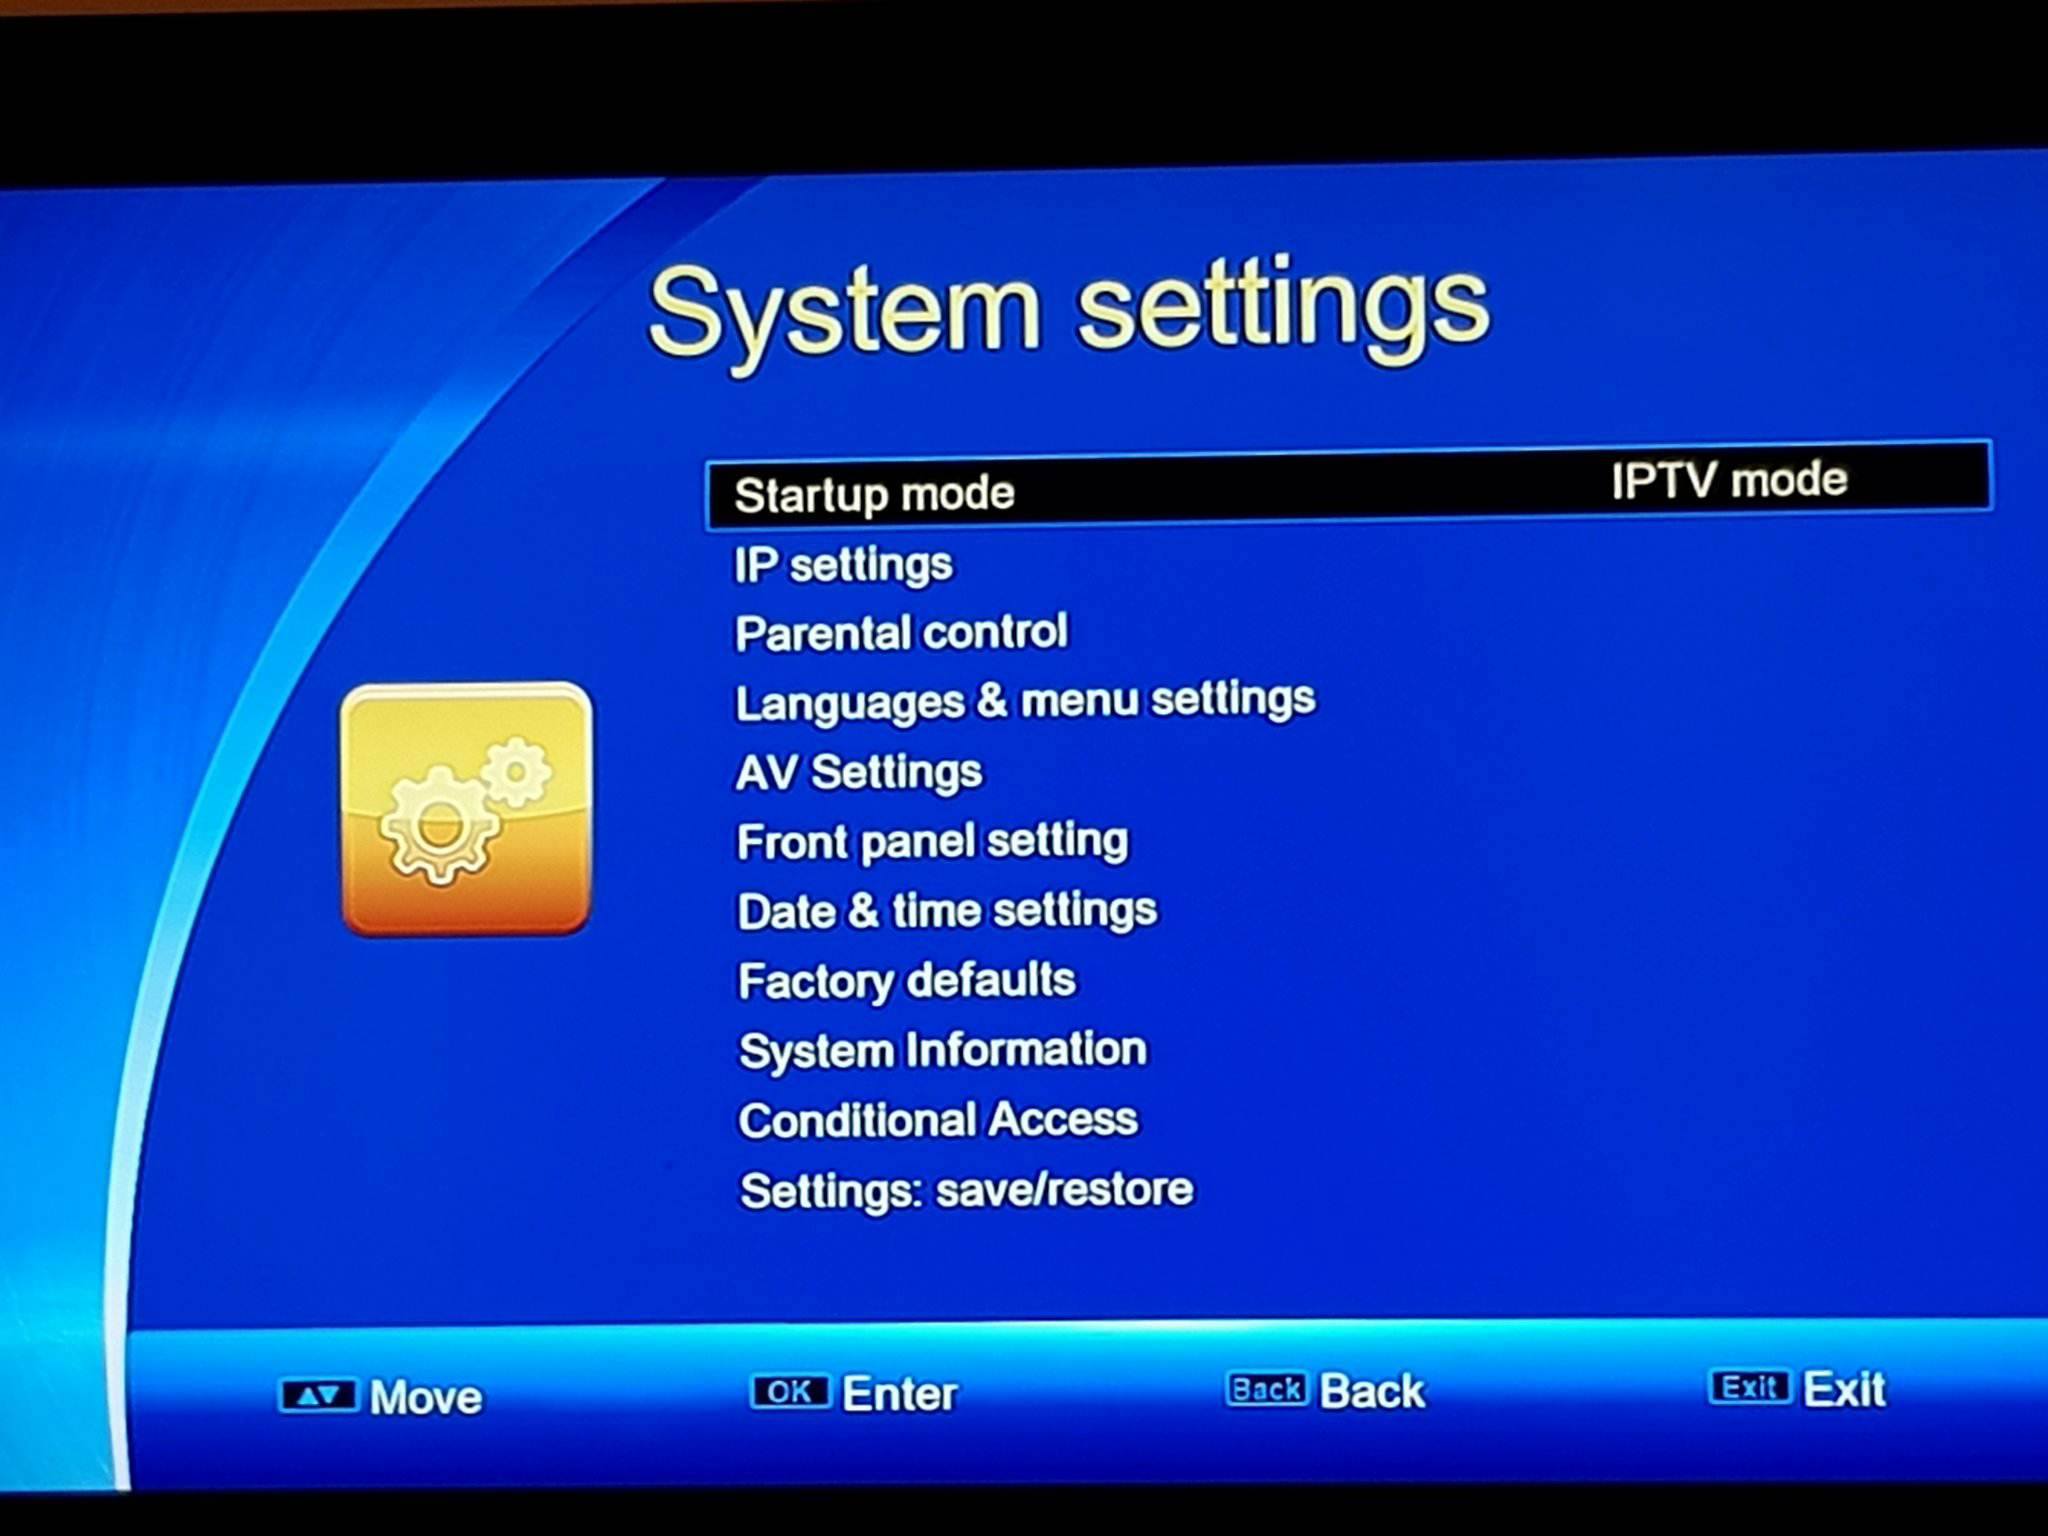 System settings
Startup mode IPTV mode
IP settings
Parental control
Languages & menu settings
AV Settings
Front panel setting
Date & time settings
Factory defaults
System Information
Conditional Access
Settings: save/restore
▲▼ Move OK Enter Back Back Exit Exit